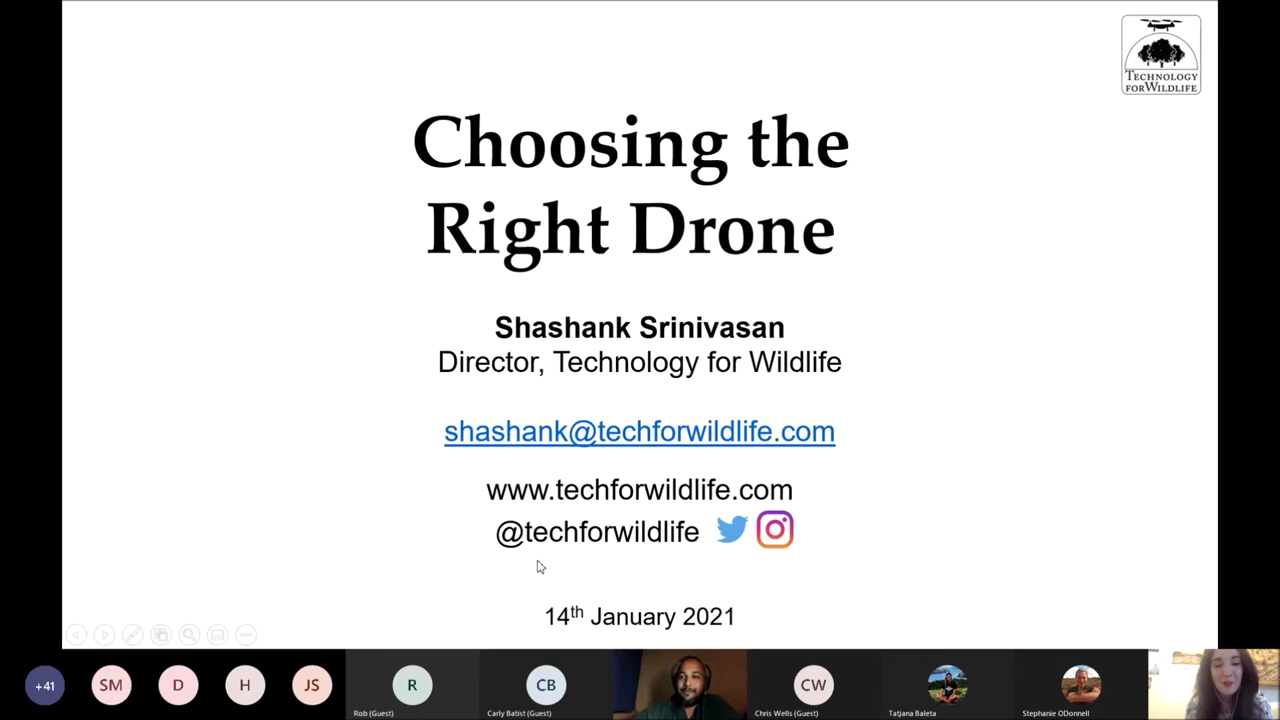 TECHNOLOGY
FORWILDLIFE
Choosing the
Right Drone
Shashank Srinivasan
Director, Technology for Wildlife
shashank@techforwildlife.com
www.techforwildlife.com
@techforwildlife
14th January 2021
+41
SM
D
H
JS
R
CB
CW
Rob (Guest)
Carly Batist (Guest)
Chris Wells (Guest)
Tatjana Baleta
Stephanie ODonnell